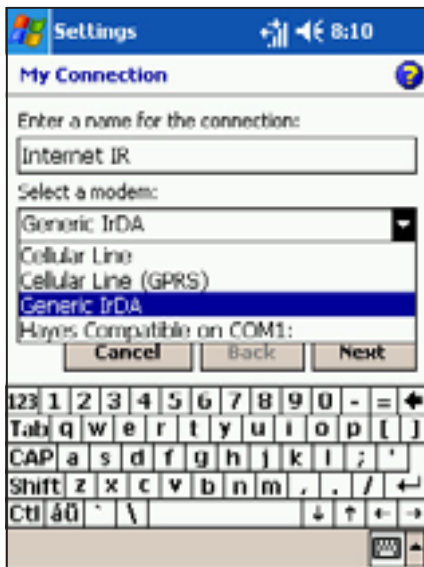 Settings 8:10
My Connection
Enter a name for the connection:
Internet IR
Select a modem:
Generic IrDA
Cellular Line
Cellular Line (GPRS)
Generic IrDA
Hayes Compatible on COM1:
Cancel Back Next
123 1 2 3 4 5 6 7 8 9 0 - =
Tab q w e r t y u i o p [ ]
CAP a s d f g h j k l ; '
Shift z x c v b n m , . /
Ctl áü ` \